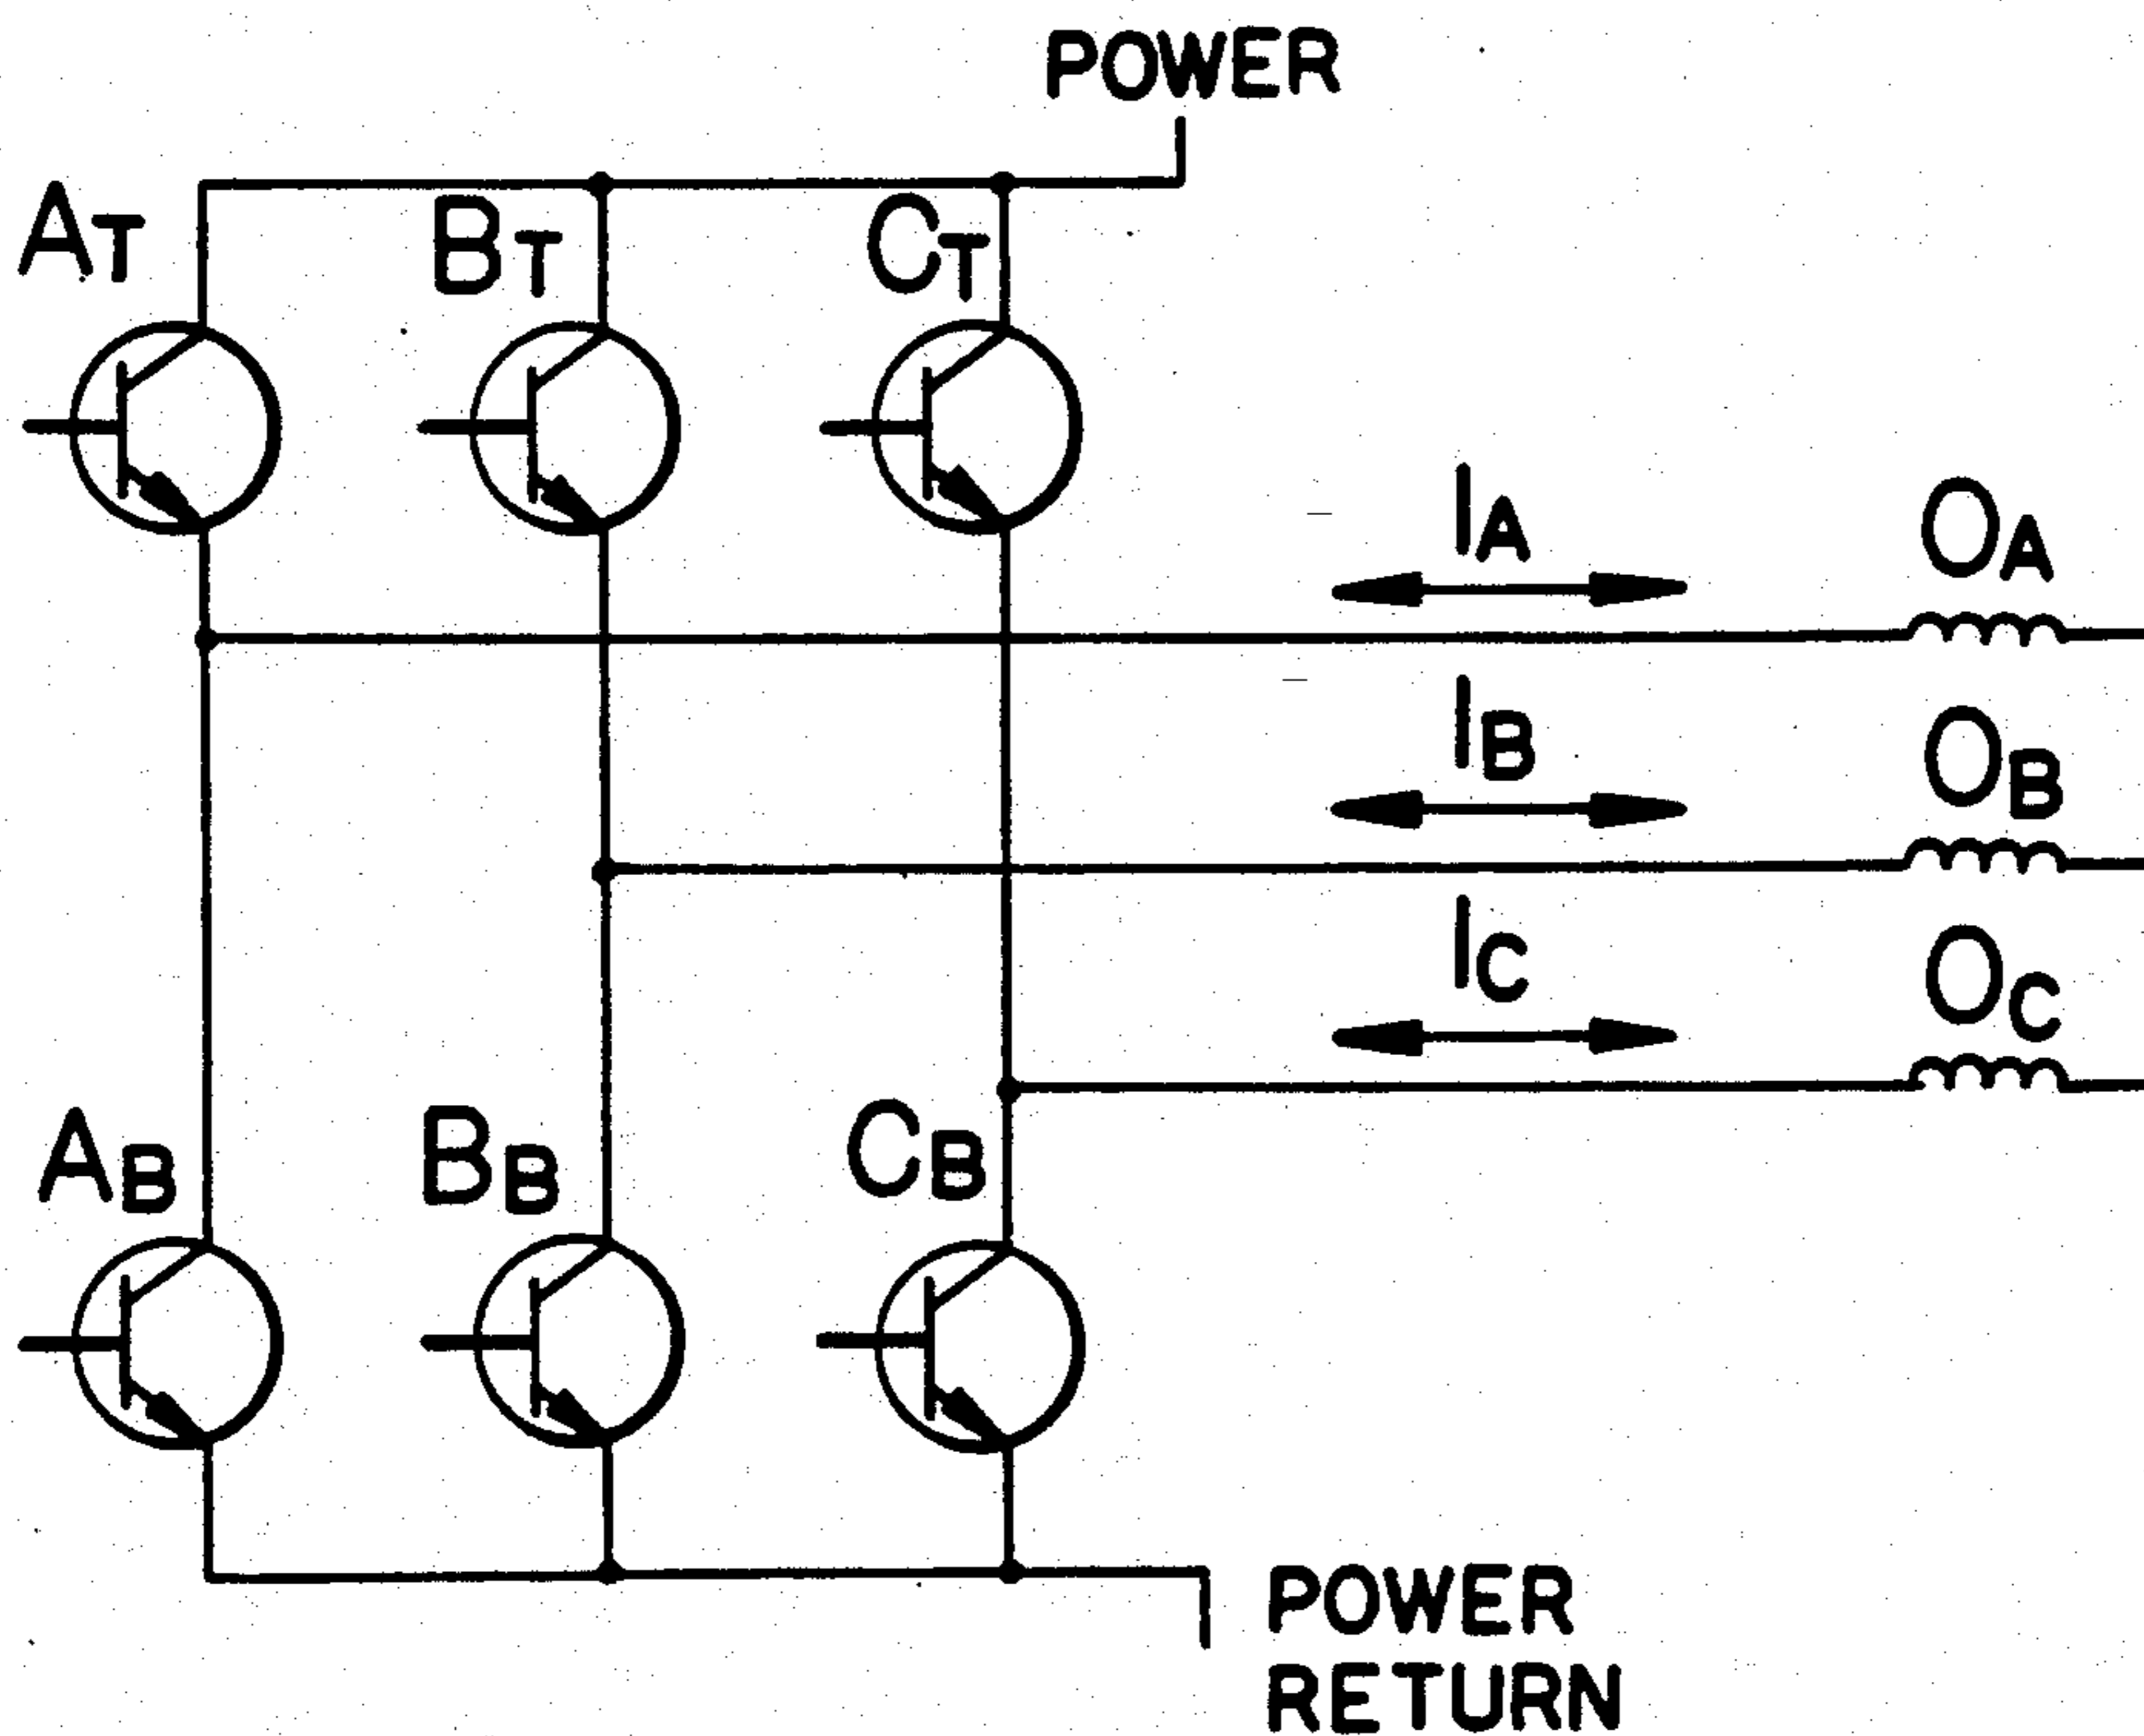 POWER
AT
BT
CT
IA
OA
IB
OB
IC
OC
AB
BB
CB
POWER
RETURN